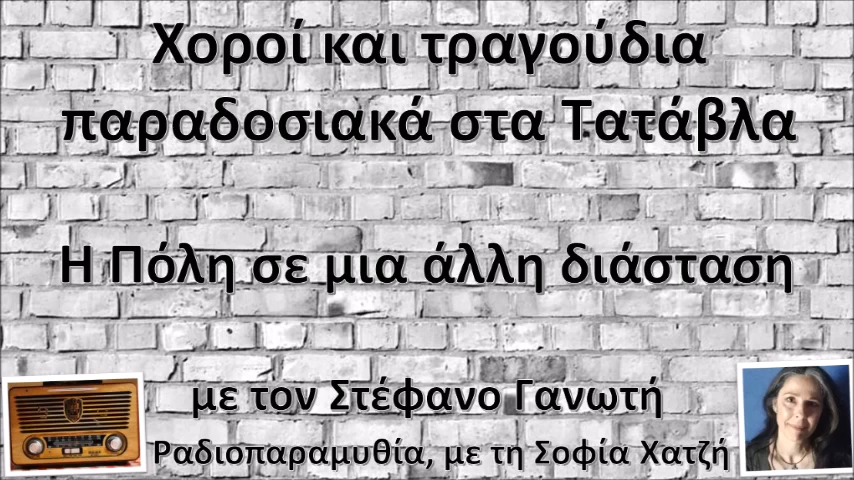 Χοροί και τραγούδια
παραδοσιακά στα Τατάβλα
Η Πόλη σε μια άλλη διάσταση
με τον Στέφανο Γανωτή
Ραδιοπαραμυθία, με τη Σοφία Χατζή